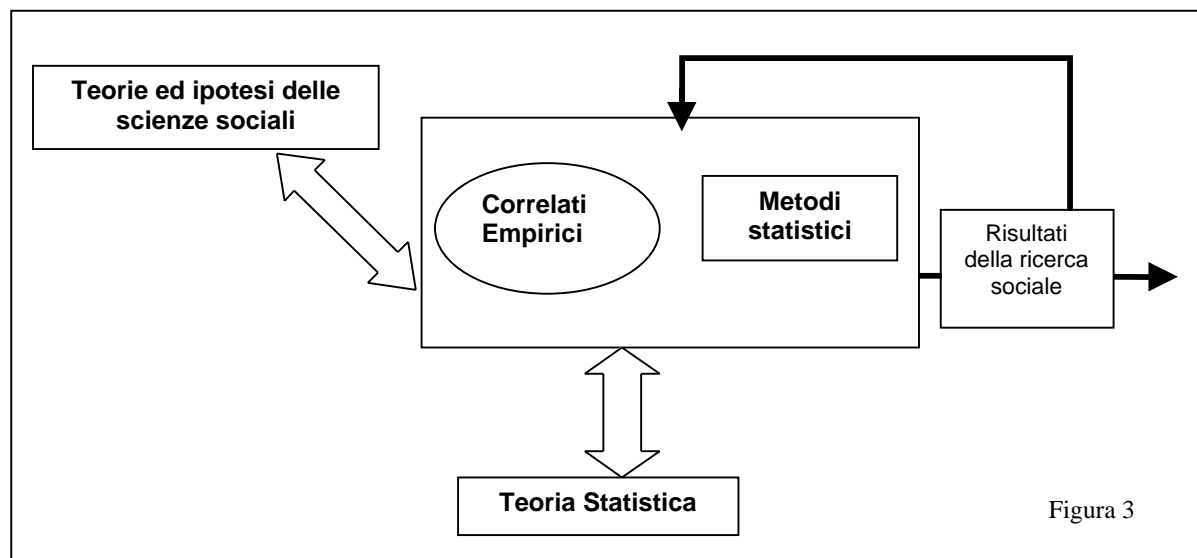 Teorie ed ipotesi delle
scienze sociali
Correlati
Empirici
Metodi
statistici
Risultati
della ricerca
sociale
Teoria Statistica
Figura 3